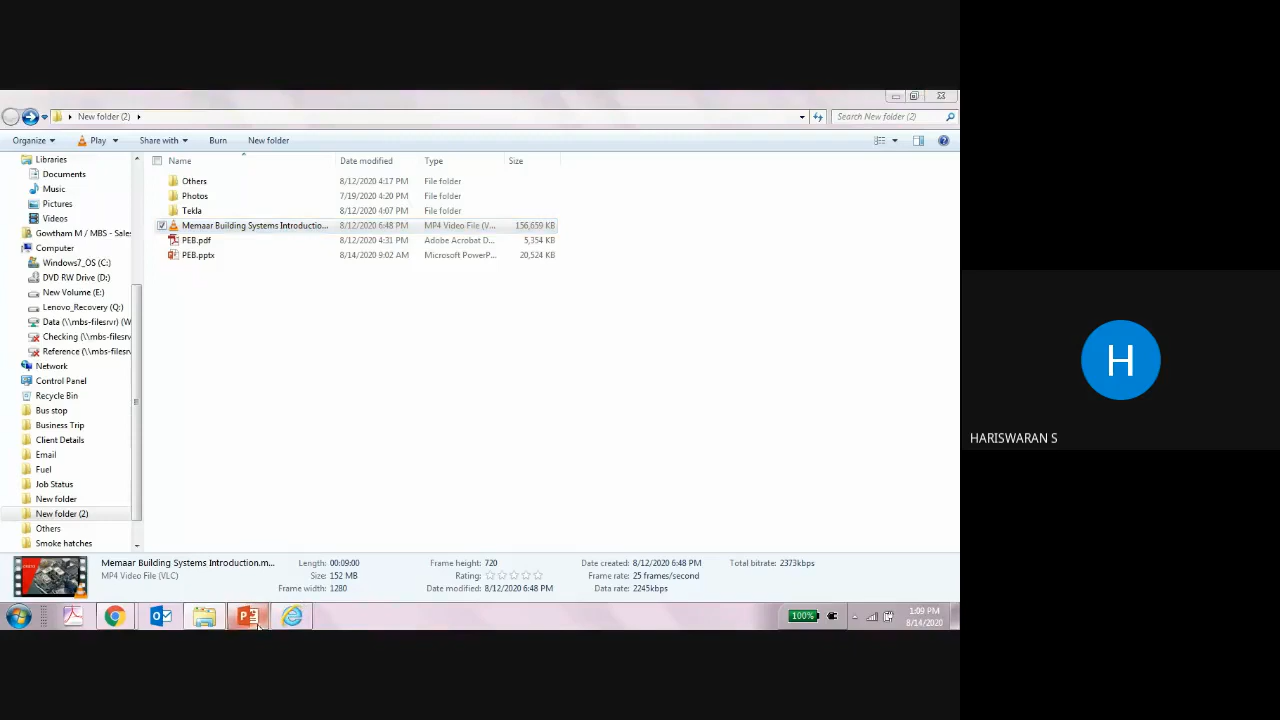 New folder (2)
Search New folder (2)
Organize Play Share with Burn New folder
Name Date modified Type Size
Libraries
Documents
Music
Pictures
Videos
Gowtham M / MBS - Sales
Computer
Windows7_OS (C:)
DVD RW Drive (D:)
New Volume (E:)
Lenovo_Recovery (Q:)
Data (\\mbs-filesrvr) (W
Checking (\\mbs-filesrv
Reference (\\mbs-filesrv
Network
Control Panel
Recycle Bin
Bus stop
Business Trip
Client Details
Email
Fuel
Job Status
New folder
New folder (2)
Others
Smoke hatches
Others 8/12/2020 4:17 PM File folder
Photos 7/19/2020 4:20 PM File folder
Tekla 8/12/2020 4:07 PM File folder
Memaar Building Systems Introductio... 8/12/2020 6:48 PM MP4 Video File (V... 156,659 KB
PEB.pdf 8/12/2020 4:31 PM Adobe Acrobat D... 5,354 KB
PEB.pptx 8/14/2020 9:02 AM Microsoft PowerP... 20,524 KB
Memaar Building Systems Introduction.m... Length: 00:09:00 Frame height: 720 Date created: 8/12/2020 6:48 PM Total bitrate: 2373kbps
MP4 Video File (VLC) Size: 152 MB Rating: Frame rate: 25 frames/second
Frame width: 1280 Date modified: 8/12/2020 6:48 PM Data rate: 2245kbps
100%
1:09 PM
8/14/2020
H
HARISWARAN S